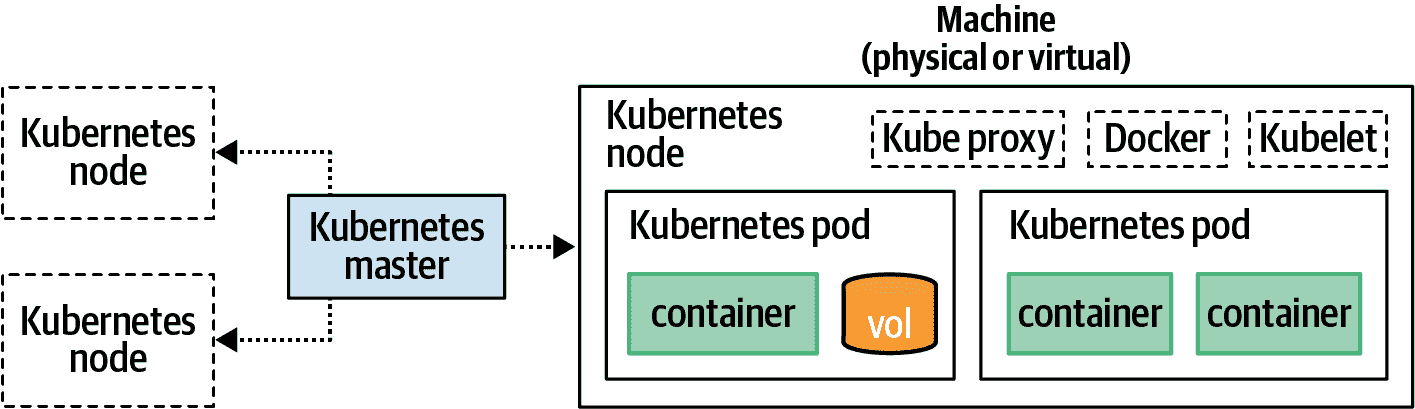 Machine
(physical or virtual)
Kubernetes
node
Kubernetes
node
Kubernetes
master
Kubernetes
node
Kube proxy
Docker
Kubelet
Kubernetes pod
container
vol
Kubernetes pod
container
container